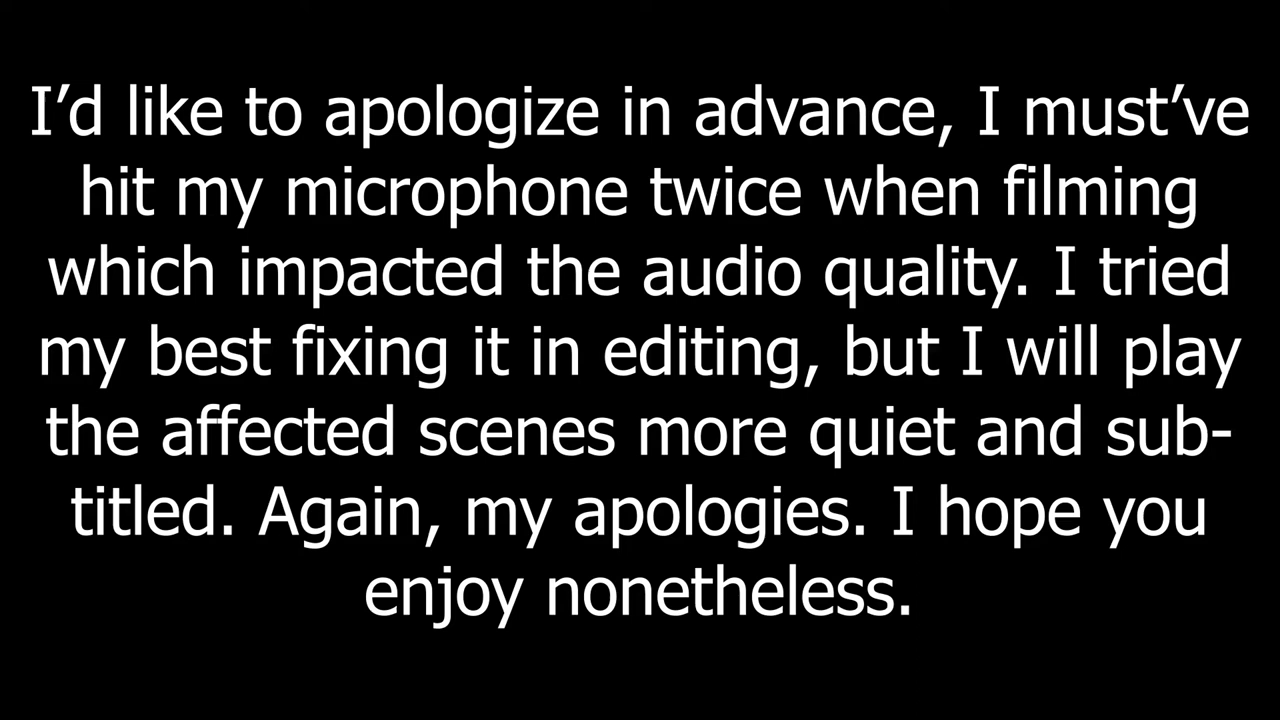 I’d like to apologize in advance, I must’ve
hit my microphone twice when filming
which impacted the audio quality. I tried
my best fixing it in editing, but I will play
the affected scenes more quiet and sub-
titled. Again, my apologies. I hope you
enjoy nonetheless.